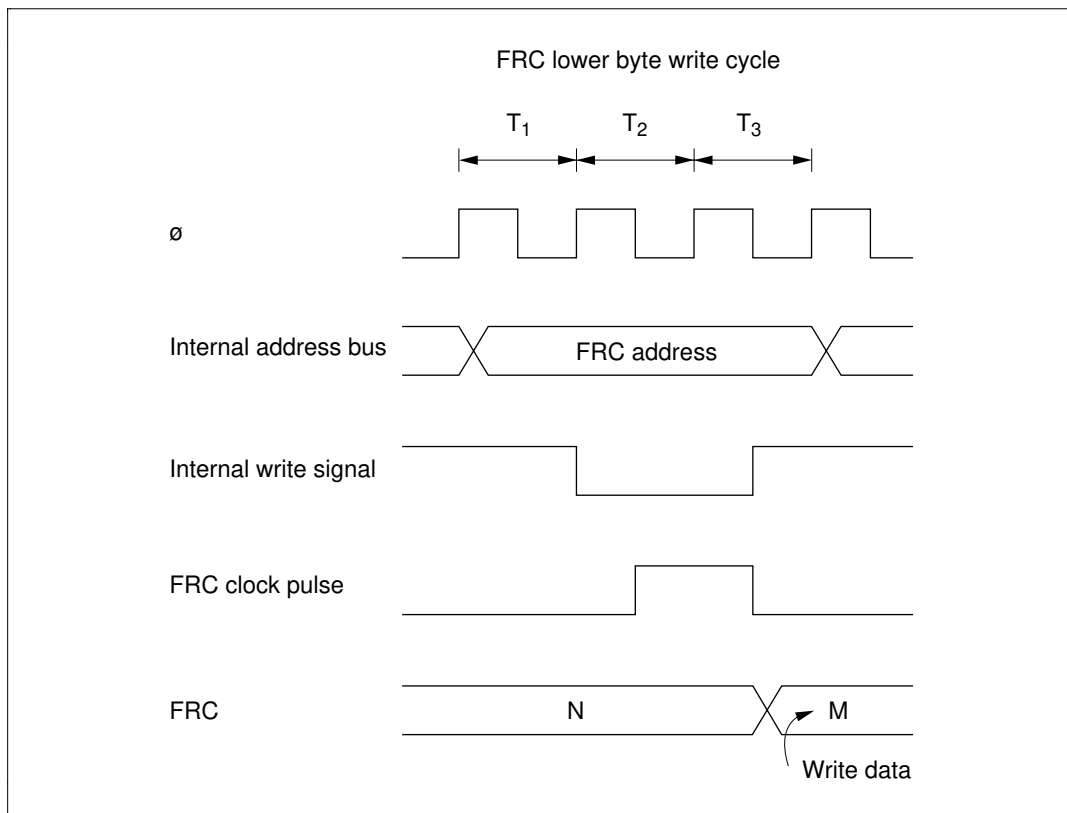 FRC lower byte write cycle
T₁ T₂ T₃
ø
Internal address bus FRC address
Internal write signal
FRC clock pulse
FRC N M
Write data